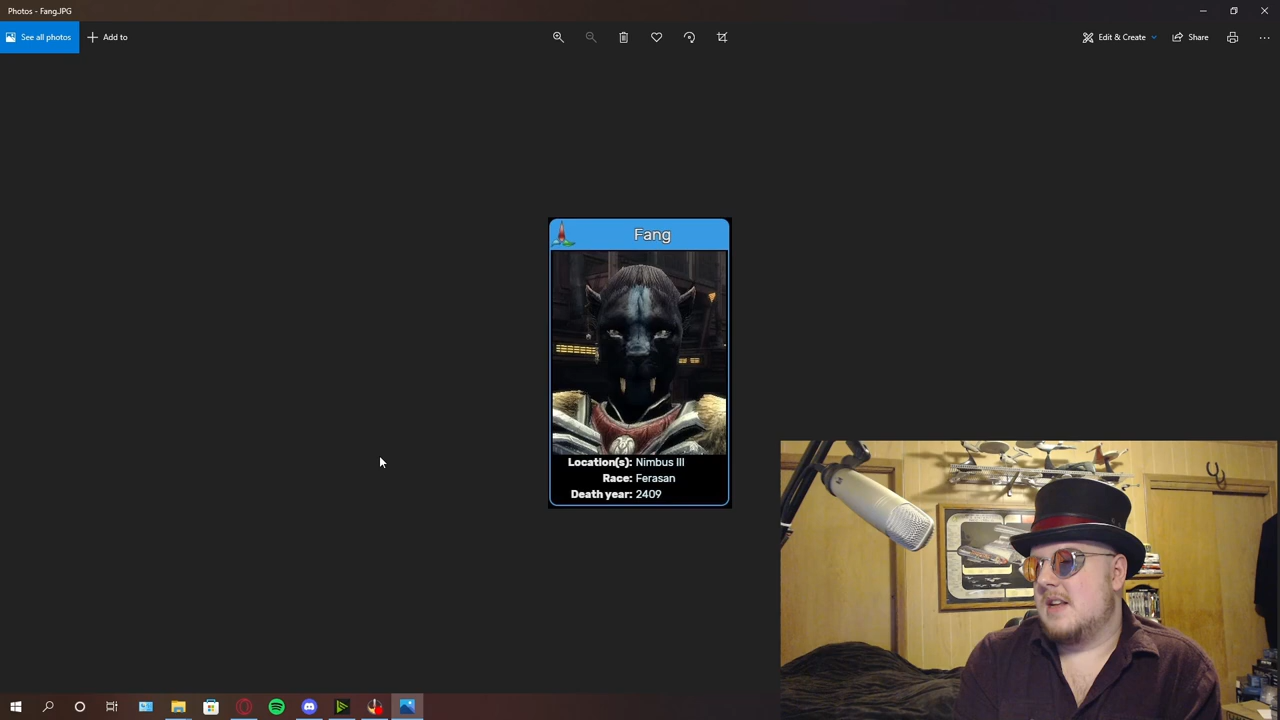 Photos - Fang.JPG
See all photos
Add to
Edit & Create
Share
Fang
Location(s): Nimbus III
Race: Ferasan
Death year: 2409